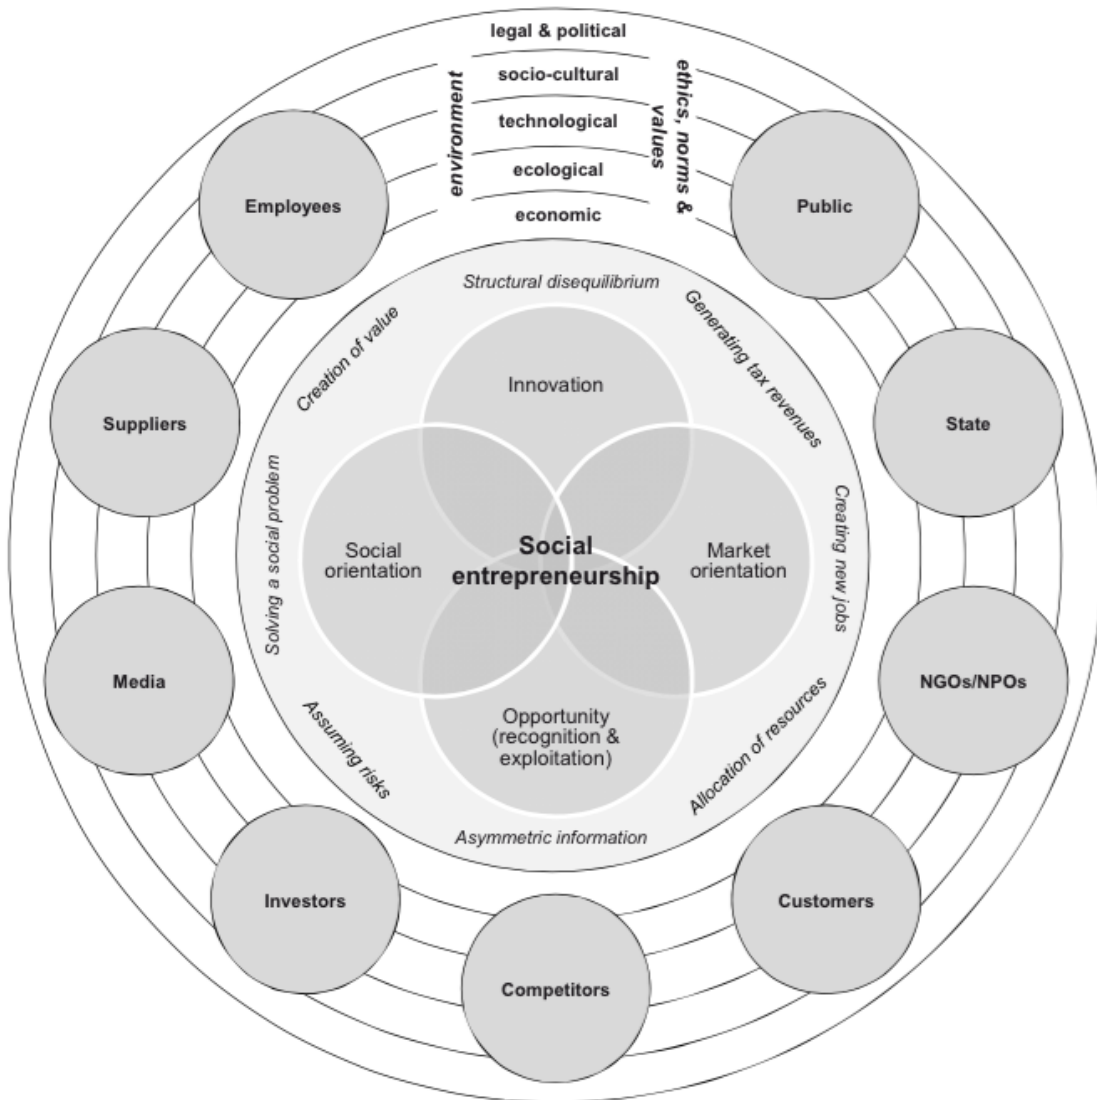 legal & political
socio-cultural
technological
ecological
economic
environment
ethics, norms &
values
Employees
Public
Suppliers
State
Media
NGOs/NPOs
Investors
Customers
Competitors
Structural disequilibrium
Generating tax revenues
Creating new jobs
Allocation of resources
Asymmetric information
Assuming risks
Solving a social problem
Creation of value
Innovation
Social
orientation
Social
entrepreneurship
Market
orientation
Opportunity
(recognition &
exploitation)